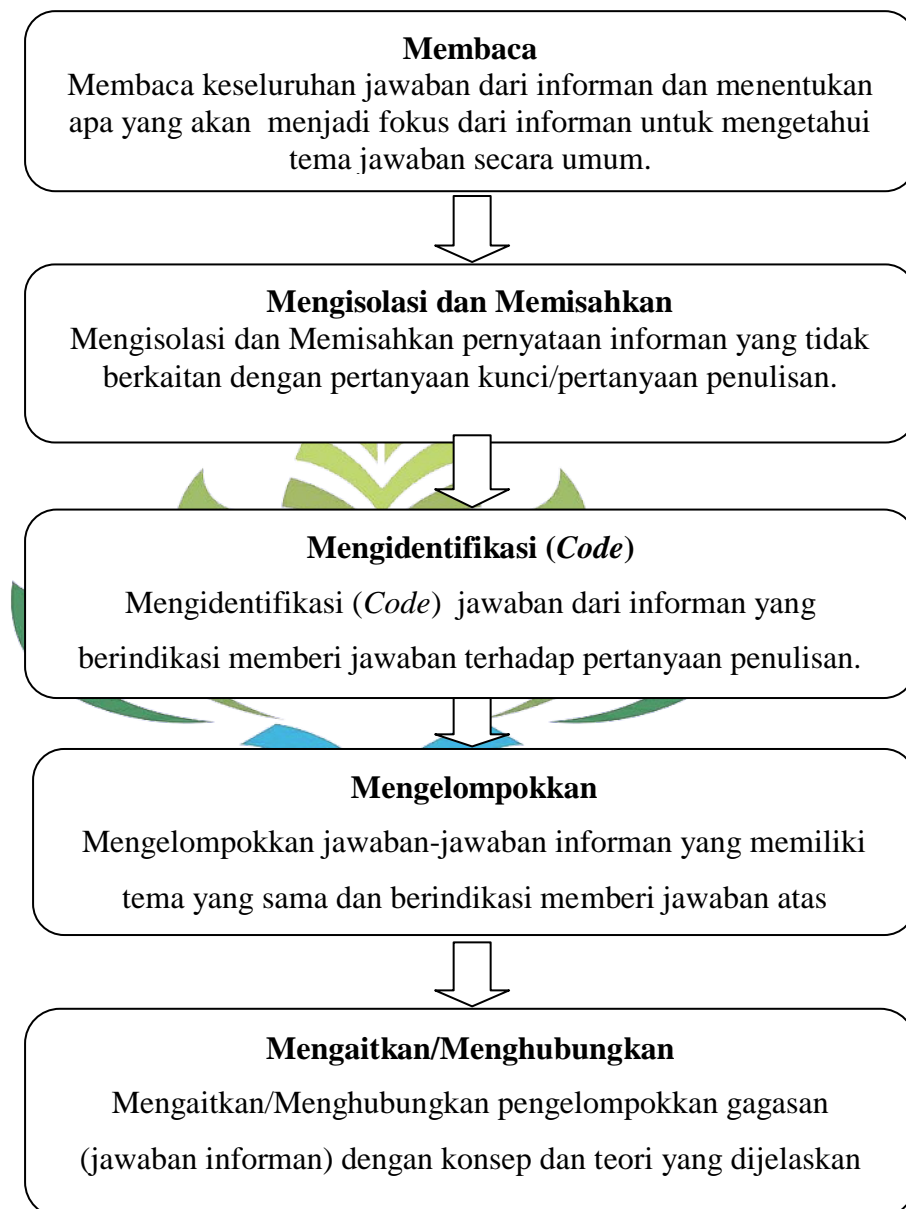 Membaca
Membaca keseluruhan jawaban dari informan dan menentukan
apa yang akan menjadi fokus dari informan untuk mengetahui
tema jawaban secara umum.
Mengisolasi dan Memisahkan
Mengisolasi dan Memisahkan pernyataan informan yang tidak
berkaitan dengan pertanyaan kunci/pertanyaan penulisan.
Mengidentifikasi (Code)
Mengidentifikasi (Code) jawaban dari informan yang
berindikasi memberi jawaban terhadap pertanyaan penulisan.
Mengelompokkan
Mengelompokkan jawaban-jawaban informan yang memiliki
tema yang sama dan berindikasi memberi jawaban atas
Mengaitkan/Menghubungkan
Mengaitkan/Menghubungkan pengelompokkan gagasan
(jawaban informan) dengan konsep dan teori yang dijelaskan